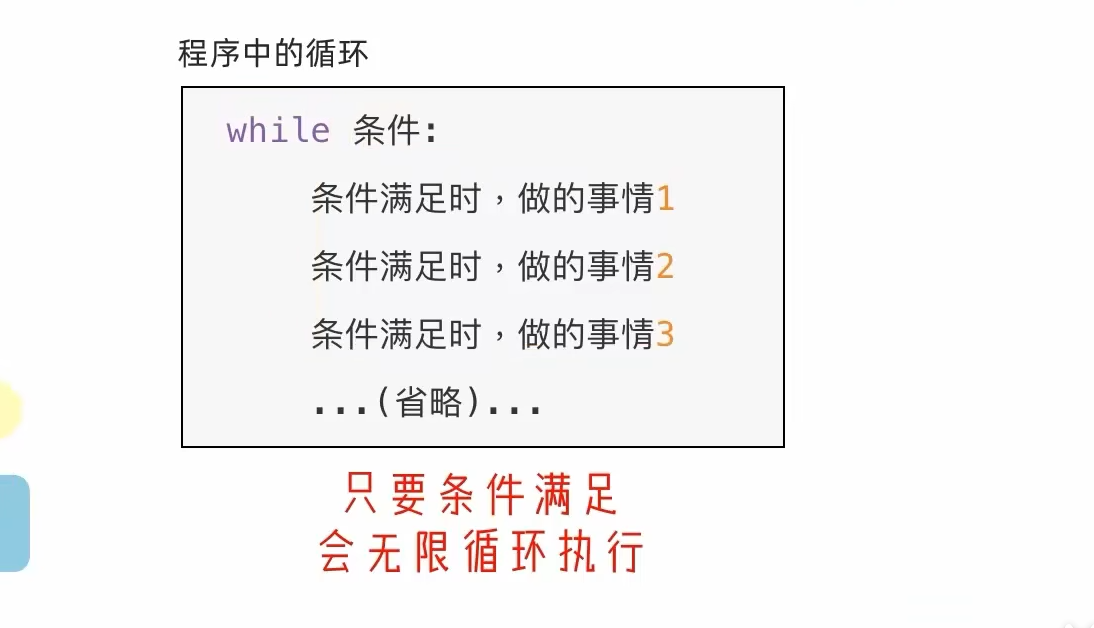 程序中的循环
while 条件:
条件满足时，做的事情1
条件满足时，做的事情2
条件满足时，做的事情3
...(省略)...
只要条件满足
会无限循环执行